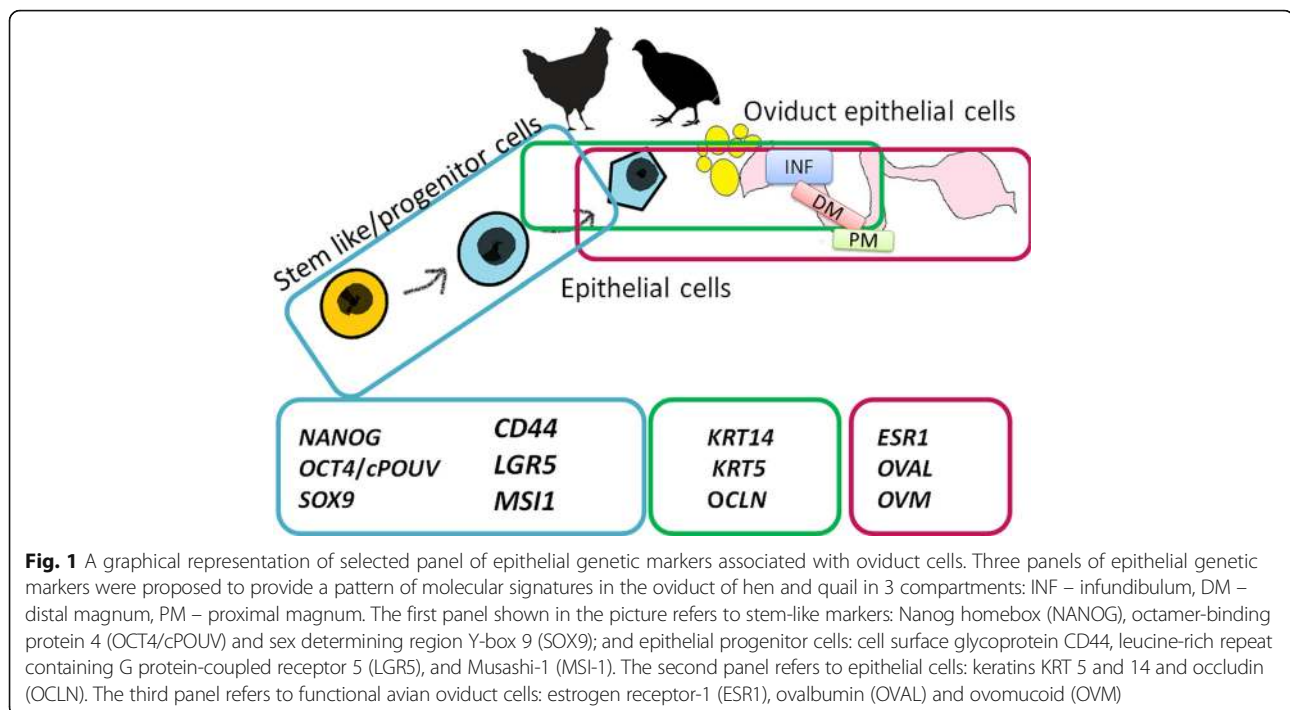 Oviduct epithelial cells
Stem like/progenitor cells
INF
DM
PM
Epithelial cells
NANOG
OCT4/cPOUV
SOX9
CD44
LGR5
MSI1
KRT14
KRT5
OCLN
ESR1
OVAL
OVM
Fig. 1 A graphical representation of selected panel of epithelial genetic markers associated with oviduct cells. Three panels of epithelial genetic
markers were proposed to provide a pattern of molecular signatures in the oviduct of hen and quail in 3 compartments: INF – infundibulum, DM –
distal magnum, PM – proximal magnum. The first panel shown in the picture refers to stem-like markers: Nanog homebox (NANOG), octamer-binding
protein 4 (OCT4/cPOUV) and sex determining region Y-box 9 (SOX9); and epithelial progenitor cells: cell surface glycoprotein CD44, leucine-rich repeat
containing G protein-coupled receptor 5 (LGR5), and Musashi-1 (MSI-1). The second panel refers to epithelial cells: keratins KRT 5 and 14 and occludin
(OCLN). The third panel refers to functional avian oviduct cells: estrogen receptor-1 (ESR1), ovalbumin (OVAL) and ovomucoid (OVM)